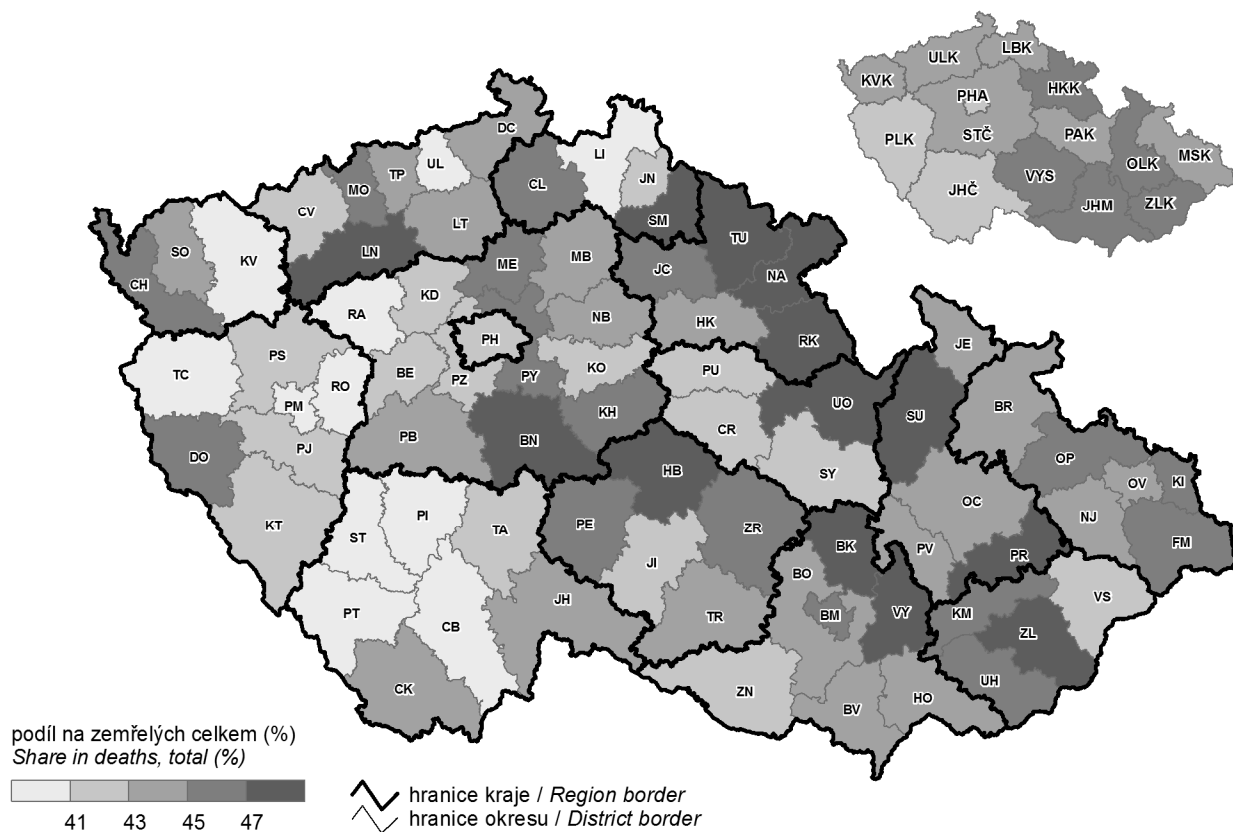 KVK
ULK
LBK
HKK
PHA
STČ
PAK
PLK
MSK
OLK
VYS
JHČ
JHM
ZLK
DC
UL
LI
TP
JN
MO
CL
CV
SM
LT
TU
SO
LN
KV
ME
MB
JC
NA
CH
KD
RA
NB
HK
PH
RK
JE
PS
KO
PU
TC
BE
PZ
PY
RO
PM
UO
BR
KH
SU
CR
PB
BN
PJ
DO
OP
HB
SY
OV
KI
OC
NJ
PI
KT
PE
TA
ZR
ST
FM
BK
PV
PR
JI
BO
VS
JH
PT
BM
VY
KM
TR
CB
ZL
UH
CK
ZN
HO
BV
podíl na zemřelých celkem (%)
Share in deaths, total (%)
41 43 45 47
hranice kraje / Region border
hranice okresu / District border